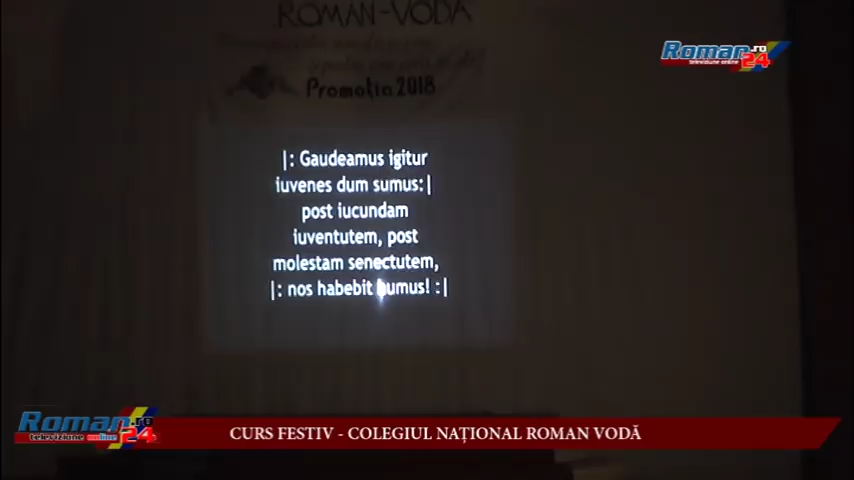 ROMAN-VODĂ
Promoția 2018
Roman.ro
televiziune online 24
|: Gaudeamus igitur
iuvenes dum sumus:|
post iucundam
iuventutem, post
molestam senectutem,
|: nos habebit humus! :|
Roman.ro
televiziune online 24
CURS FESTIV - COLEGIUL NAȚIONAL ROMAN VODĂ